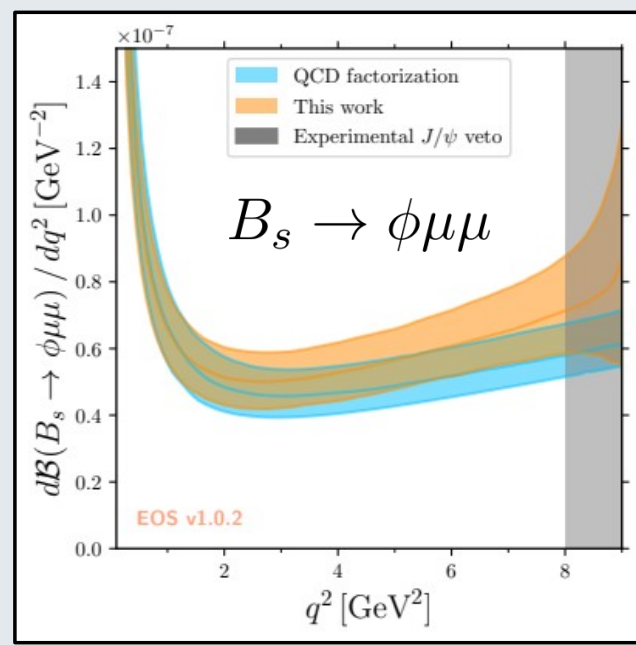 ×10⁻⁷
1.4
1.2
1.0
0.8
0.6
0.4
0.2
0.0
dℬ(Bₛ → ϕμμ) / dq² [GeV⁻²]
QCD factorization
This work
Experimental J/ψ veto
Bₛ → ϕμμ
EOS v1.0.2
2 4 6 8
q² [GeV²]